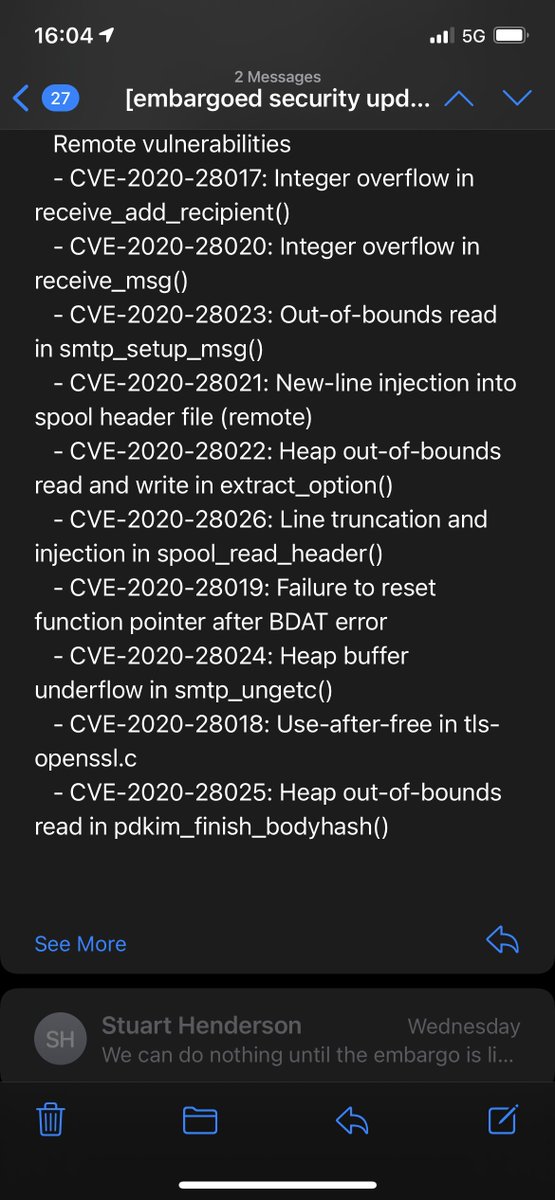 16:04
5G
27
2 Messages
[embargoed security upd...
Remote vulnerabilities
- CVE-2020-28017: Integer overflow in
receive_add_recipient()
- CVE-2020-28020: Integer overflow in
receive_msg()
- CVE-2020-28023: Out-of-bounds read
in smtp_setup_msg()
- CVE-2020-28021: New-line injection into
spool header file (remote)
- CVE-2020-28022: Heap out-of-bounds
read and write in extract_option()
- CVE-2020-28026: Line truncation and
injection in spool_read_header()
- CVE-2020-28019: Failure to reset
function pointer after BDAT error
- CVE-2020-28024: Heap buffer
underflow in smtp_ungetc()
- CVE-2020-28018: Use-after-free in tls-
openssl.c
- CVE-2020-28025: Heap out-of-bounds
read in pdkim_finish_bodyhash()
See More
SH
Stuart Henderson
Wednesday
We can do nothing until the embargo is li...